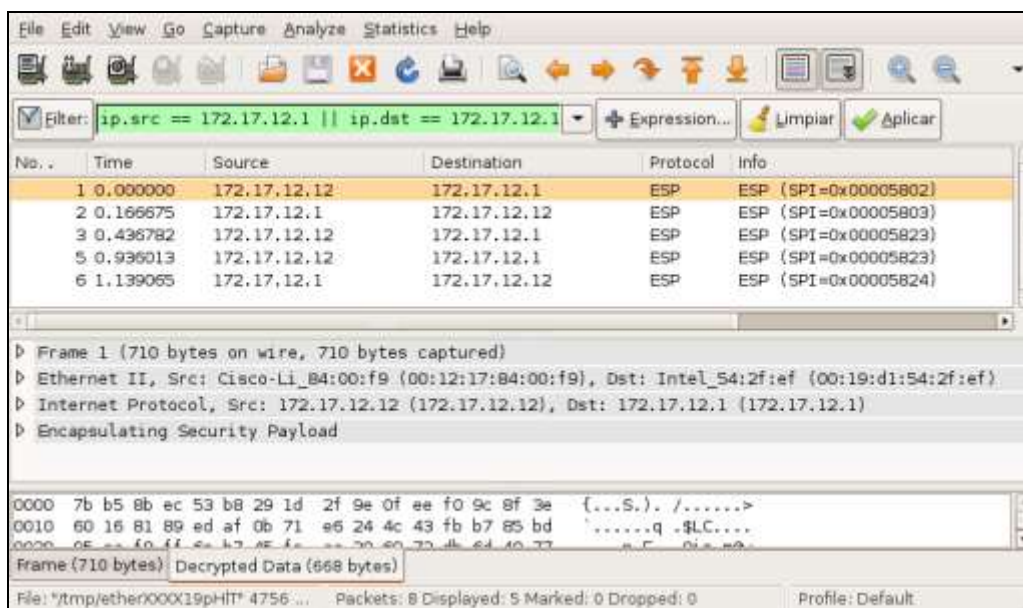 File Edit View Go Capture Analyze Statistics Help
Filter: ip.src == 172.17.12.1 || ip.dst == 172.17.12.1 Expression... Limpiar Aplicar
No. . Time Source Destination Protocol Info
1 0.000000 172.17.12.12 172.17.12.1 ESP ESP (SPI=0x00005802)
2 0.166675 172.17.12.1 172.17.12.12 ESP ESP (SPI=0x00005803)
3 0.436782 172.17.12.12 172.17.12.1 ESP ESP (SPI=0x00005823)
5 0.936013 172.17.12.12 172.17.12.1 ESP ESP (SPI=0x00005823)
6 1.139065 172.17.12.1 172.17.12.12 ESP ESP (SPI=0x00005824)
Frame 1 (710 bytes on wire, 710 bytes captured)
Ethernet II, Src: Cisco-Li_84:00:f9 (00:12:17:84:00:f9), Dst: Intel_54:2f:ef (00:19:d1:54:2f:ef)
Internet Protocol, Src: 172.17.12.12 (172.17.12.12), Dst: 172.17.12.1 (172.17.12.1)
Encapsulating Security Payload
0000 7b b5 8b ec 53 b8 29 1d 2f 9e 0f ee f0 9c 8f 3e {...S.). /......>
0010 60 16 81 89 ed af 0b 71 e6 24 4c 43 fb b7 85 bd `......q .$LC....
Frame (710 bytes) Decrypted Data (668 bytes)
File: "/tmp/etherXXXX19pHlT" 4756 ... Packets: 8 Displayed: 5 Marked: 0 Dropped: 0 Profile: Default